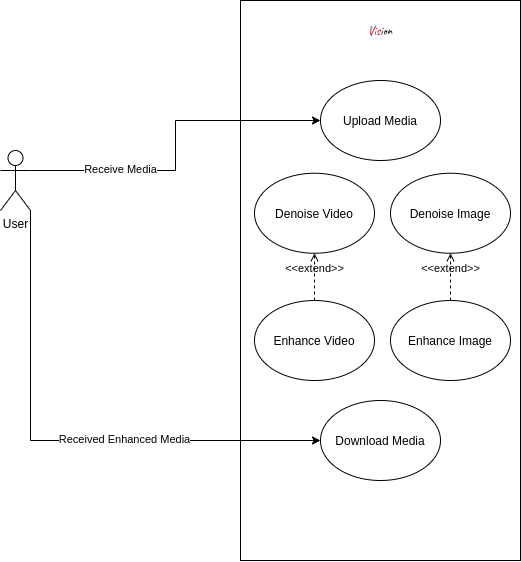 Vision
Upload Media
Receive Media
User
Denoise Video
Denoise Image
<<extend>>
<<extend>>
Enhance Video
Enhance Image
Received Enhanced Media
Download Media